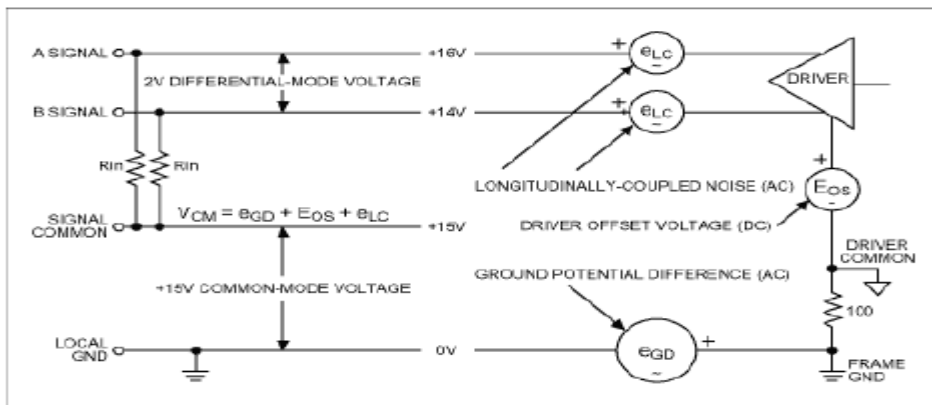 A SIGNAL
+16V
+
eLC
~
DRIVER
2V DIFFERENTIAL-MODE VOLTAGE
B SIGNAL
+14V
+
eLC
~
Rin
Rin
LONGITUDINALLY-COUPLED NOISE (AC)
+
EOS
-
VCM = eGD + EOS + eLC
SIGNAL
COMMON
+15V
DRIVER OFFSET VOLTAGE (DC)
DRIVER
COMMON
GROUND POTENTIAL DIFFERENCE (AC)
+15V COMMON-MODE VOLTAGE
100
LOCAL
GND
0V
eGD
~
+
FRAME
GND